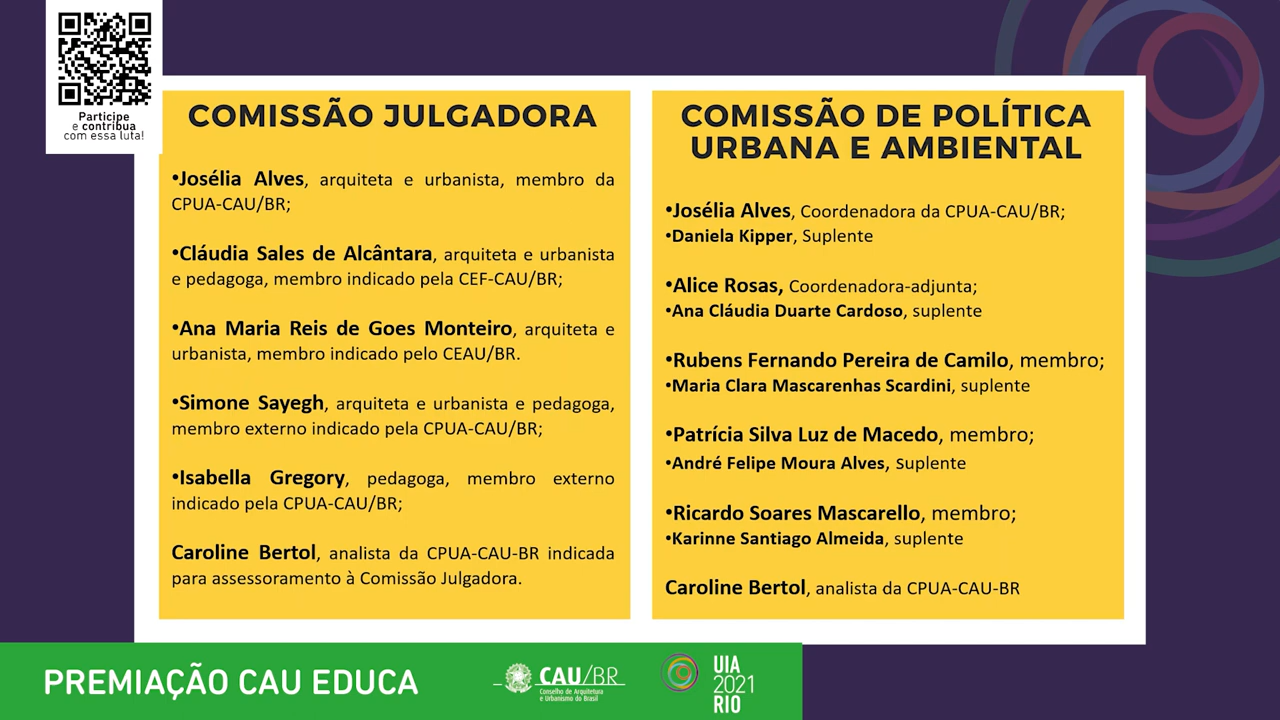 Participe
e contribua
com essa luta!
COMISSÃO JULGADORA
•Josélia Alves, arquiteta e urbanista, membro da
CPUA-CAU/BR;
•Cláudia Sales de Alcântara, arquiteta e urbanista
e pedagoga, membro indicado pela CEF-CAU/BR;
•Ana Maria Reis de Goes Monteiro, arquiteta e
urbanista, membro indicado pelo CEAU/BR.
•Simone Sayegh, arquiteta e urbanista e pedagoga,
membro externo indicado pela CPUA-CAU/BR;
•Isabella Gregory, pedagoga, membro externo
indicado pela CPUA-CAU/BR;
Caroline Bertol, analista da CPUA-CAU-BR indicada
para assessoramento à Comissão Julgadora.
COMISSÃO DE POLÍTICA
URBANA E AMBIENTAL
•Josélia Alves, Coordenadora da CPUA-CAU/BR;
•Daniela Kipper, Suplente
•Alice Rosas, Coordenadora-adjunta;
•Ana Cláudia Duarte Cardoso, suplente
•Rubens Fernando Pereira de Camilo, membro;
•Maria Clara Mascarenhas Scardini, suplente
•Patrícia Silva Luz de Macedo, membro;
•André Felipe Moura Alves, suplente
•Ricardo Soares Mascarello, membro;
•Karinne Santiago Almeida, suplente
Caroline Bertol, analista da CPUA-CAU-BR
PREMIAÇÃO CAU EDUCA
CAU/BR
Conselho de Arquitetura
e Urbanismo do Brasil
UIA
2021
RIO